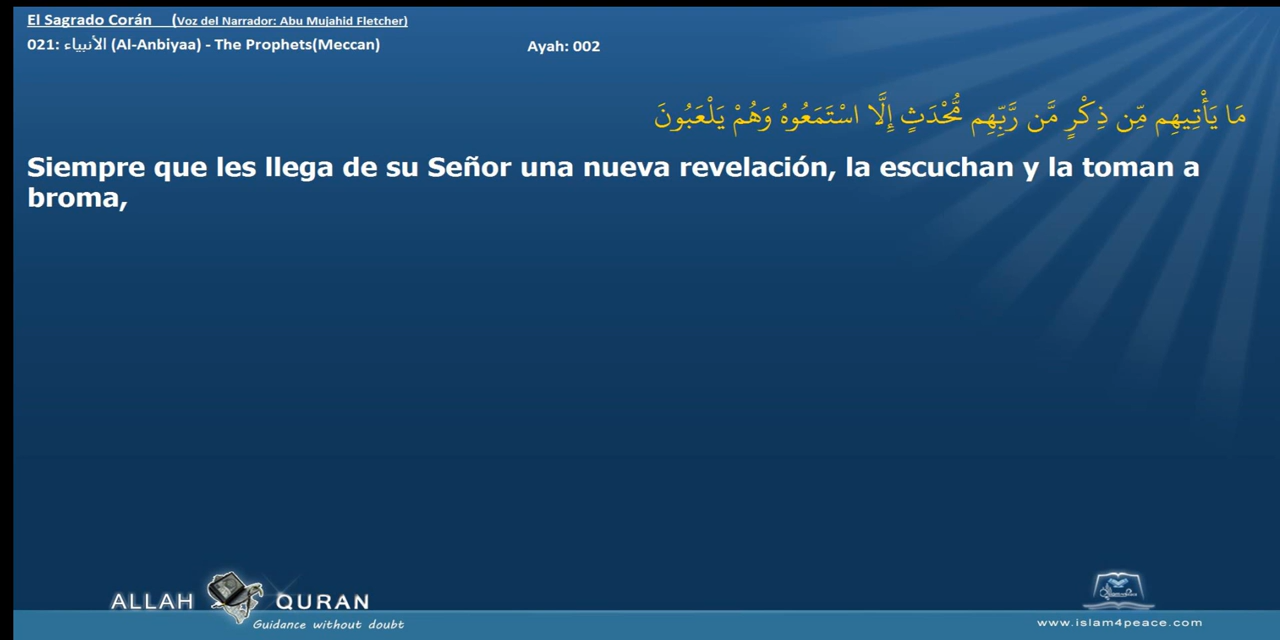 El Sagrado Corán (Voz del Narrador: Abu Mujahid Fletcher)
021: الأنبياء (Al-Anbiyaa) - The Prophets(Meccan) Ayah: 002
مَا يَأْتِيهِم مِّن ذِكْرٍ مَّن رَّبِّهِم مُّحْدَثٍ إِلَّا اسْتَمَعُوهُ وَهُمْ يَلْعَبُونَ
Siempre que les llega de su Señor una nueva revelación, la escuchan y la toman a
broma,
ALLAH QURAN
Guidance without doubt
www.islam4peace.com